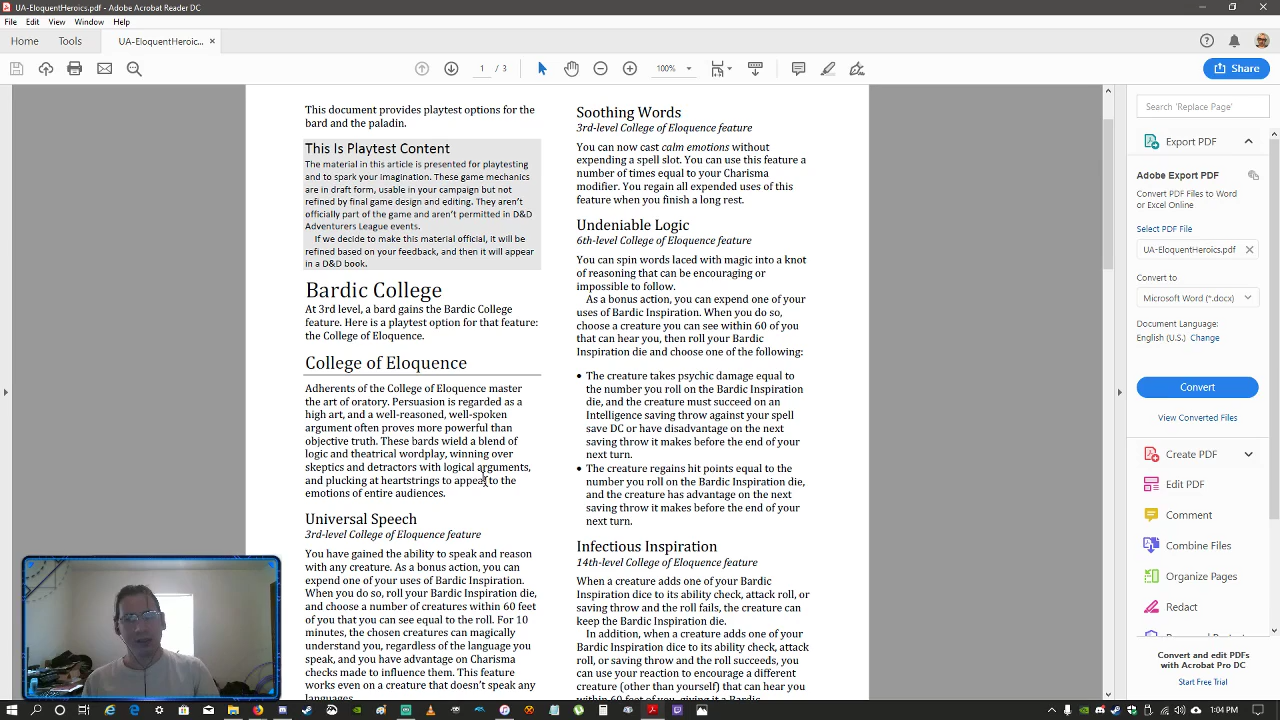 UA-EloquentHeroics.pdf - Adobe Acrobat Reader DC
File Edit View Window Help
Home Tools UA-EloquentHeroic... ×
1 / 3 100% Share
This document provides playtest options for the
bard and the paladin.
This Is Playtest Content
The material in this article is presented for playtesting
and to spark your imagination. These game mechanics
are in draft form, usable in your campaign but not
refined by final game design and editing. They aren't
officially part of the game and aren't permitted in D&D
Adventurers League events.
If we decide to make this material official, it will be
refined based on your feedback, and then it will appear
in a D&D book.
Bardic College
At 3rd level, a bard gains the Bardic College
feature. Here is a playtest option for that feature:
the College of Eloquence.
College of Eloquence
Adherents of the College of Eloquence master
the art of oratory. Persuasion is regarded as a
high art, and a well-reasoned, well-spoken
argument often proves more powerful than
objective truth. These bards wield a blend of
logic and theatrical wordplay, winning over
skeptics and detractors with logical arguments,
and plucking at heartstrings to appeal to the
emotions of entire audiences.
Universal Speech
3rd-level College of Eloquence feature
You have gained the ability to speak and reason
with any creature. As a bonus action, you can
expend one of your uses of Bardic Inspiration.
When you do so, roll your Bardic Inspiration die,
and choose a number of creatures within 60 feet
of you that you can see equal to the roll. For 10
minutes, the chosen creatures can magically
understand you, regardless of the language you
speak, and you have advantage on Charisma
checks made to influence them. This feature
works even on a creature that doesn't speak any
languages.
Soothing Words
3rd-level College of Eloquence feature
You can now cast calm emotions without
expending a spell slot. You can use this feature a
number of times equal to your Charisma
modifier. You regain all expended uses of this
feature when you finish a long rest.
Undeniable Logic
6th-level College of Eloquence feature
You can spin words laced with magic into a knot
of reasoning that can be encouraging or
impossible to follow.
As a bonus action, you can expend one of your
uses of Bardic Inspiration. When you do so,
choose a creature you can see within 60 of you
that can hear you, then roll your Bardic
Inspiration die and choose one of the following:
• The creature takes psychic damage equal to
the number you roll on the Bardic Inspiration
die, and the creature must succeed on an
Intelligence saving throw against your spell
save DC or have disadvantage on the next
saving throw it makes before the end of your
next turn.
• The creature regains hit points equal to the
number you roll on the Bardic Inspiration die,
and the creature has advantage on the next
saving throw it makes before the end of your
next turn.
Infectious Inspiration
14th-level College of Eloquence feature
When a creature adds one of your Bardic
Inspiration dice to its ability check, attack roll, or
saving throw and the roll fails, the creature can
keep the Bardic Inspiration die.
In addition, when a creature adds one of your
Bardic Inspiration dice to its ability check, attack
roll, or saving throw and the roll succeeds, you
can use your reaction to encourage a different
creature (other than yourself) that can hear you
within 60 feet of you, giving it a Bardic
Search 'Replace Page'
Export PDF
Adobe Export PDF
Convert PDF Files to Word
or Excel Online
Select PDF File
UA-EloquentHeroics.pdf ×
Convert to
Microsoft Word (*.docx)
Document Language:
English (U.S.) Change
Convert
View Converted Files
Create PDF
Edit PDF
Comment
Combine Files
Organize Pages
Redact
Convert and edit PDFs
with Acrobat Pro DC
Start Free Trial
1:04 PM